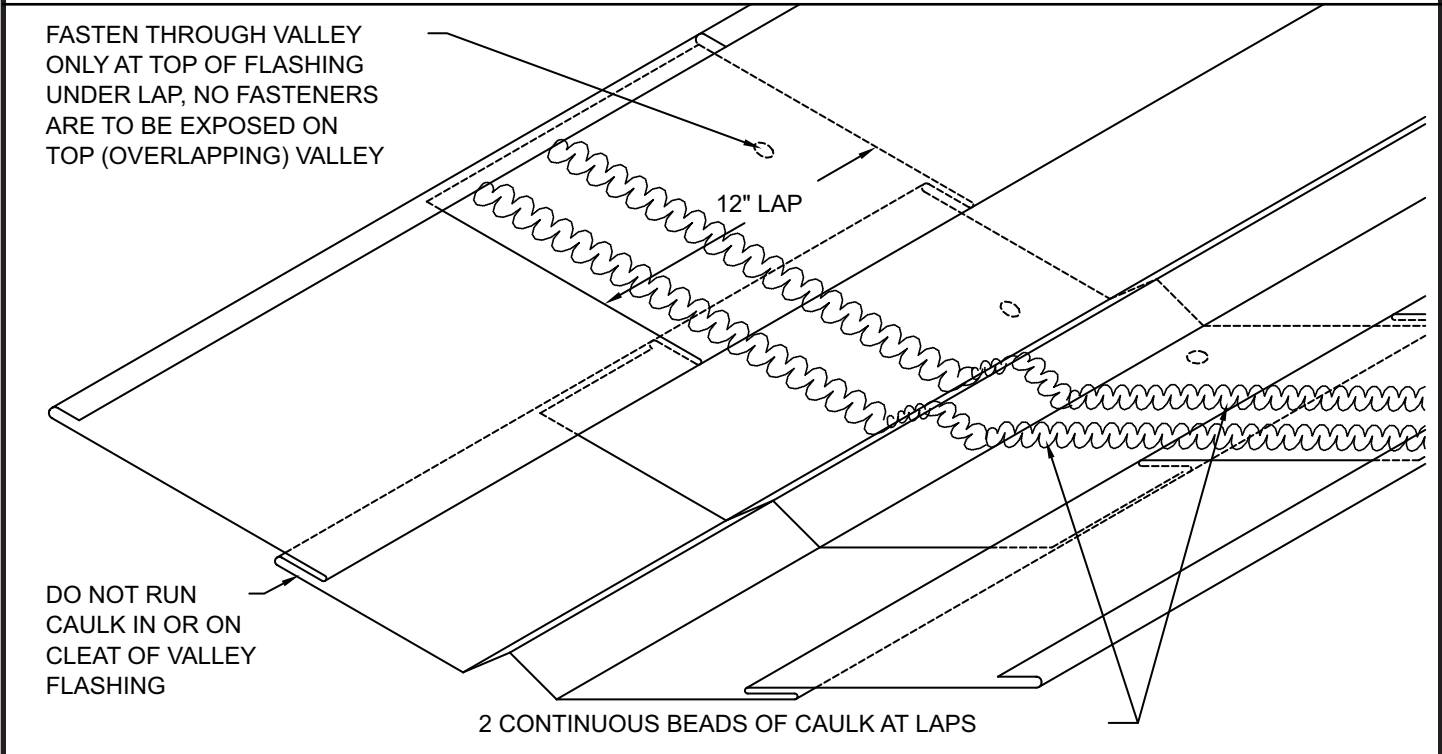 FASTEN THROUGH VALLEY
ONLY AT TOP OF FLASHING
UNDER LAP, NO FASTENERS
ARE TO BE EXPOSED ON
TOP (OVERLAPPING) VALLEY
12" LAP
DO NOT RUN
CAULK IN OR ON
CLEAT OF VALLEY
FLASHING
2 CONTINUOUS BEADS OF CAULK AT LAPS